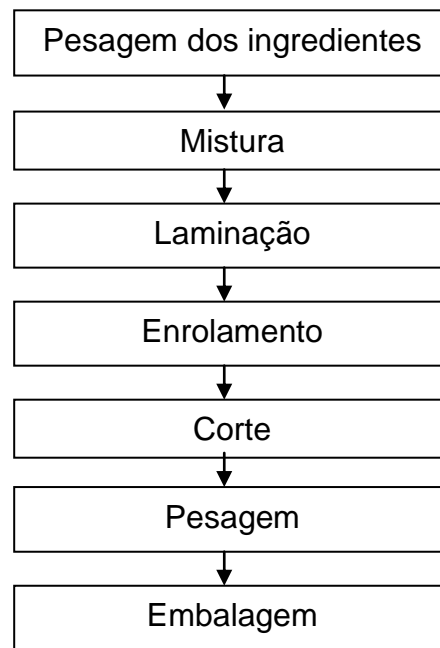 Pesagem dos ingredientes
Mistura
Laminação
Enrolamento
Corte
Pesagem
Embalagem